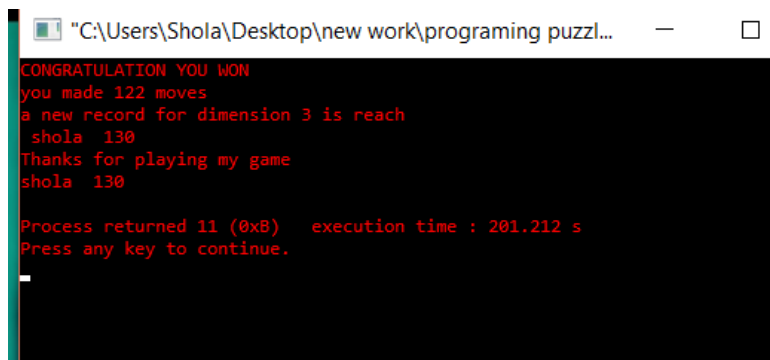 "C:\Users\Shola\Desktop\new work\programing puzzl...
CONGRATULATION YOU WON
you made 122 moves
a new record for dimension 3 is reach
shola  130
Thanks for playing my game
shola  130
Process returned 11 (0xB)   execution time : 201.212 s
Press any key to continue.